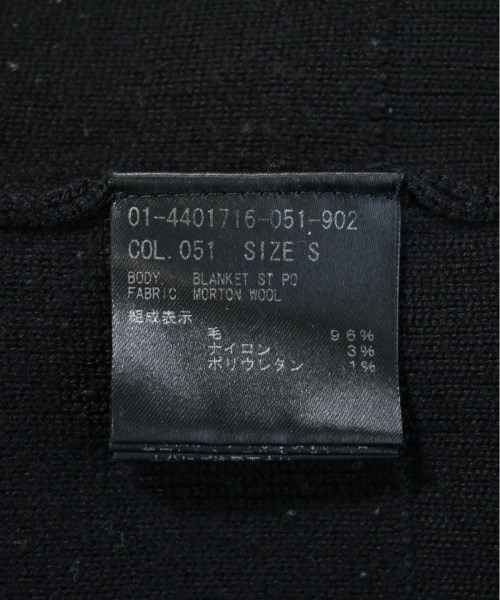 01-4401716-051-902
COL. 051 SIZE S
BODY. BLANKET ST PO
FABRIC MORTON WOOL
組成表示
毛 96%
ナイロン 3%
ポリウレタン 1%